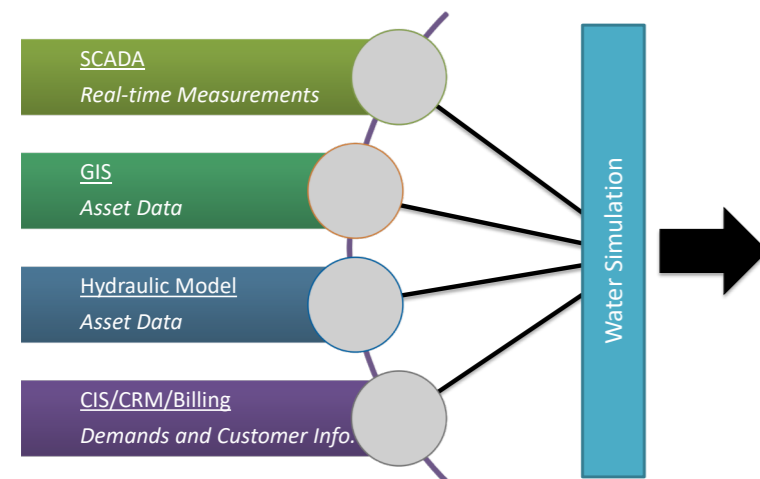 SCADA
Real-time Measurements
GIS
Asset Data
Hydraulic Model
Asset Data
CIS/CRM/Billing
Demands and Customer Info.
Water Simulation